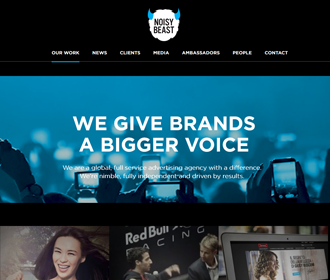 NOISY
BEAST
OUR WORK NEWS CLIENTS MEDIA AMBASSADORS PEOPLE CONTACT
WE GIVE BRANDS
A BIGGER VOICE
We are a global, full service advertising agency with a difference.
We're nimble, fully independent and driven by results.
Red Bull
RACING